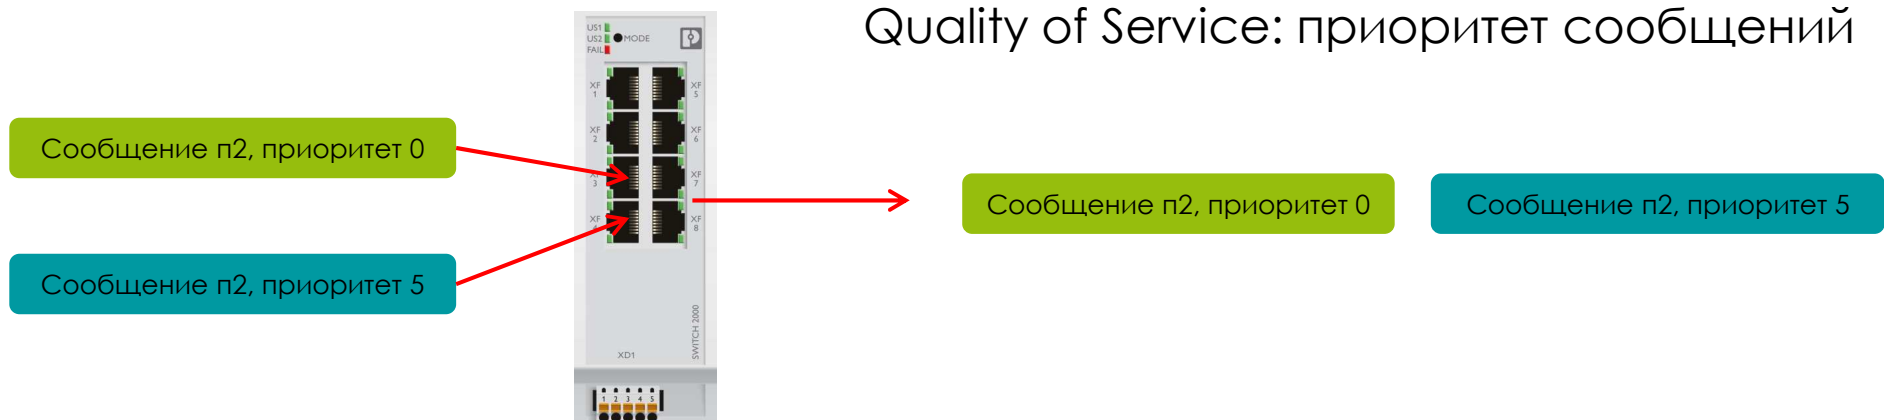 Quality of Service: приоритет сообщений
US1
US2
MODE
FAIL
XF
1
XF
5
XF
2
XF
6
XF
3
XF
7
XF
4
XF
8
Сообщение п2, приоритет 0
Сообщение п2, приоритет 5
Сообщение п2, приоритет 0
Сообщение п2, приоритет 5
SWITCH 2000
XD1
1 2 3 4 5